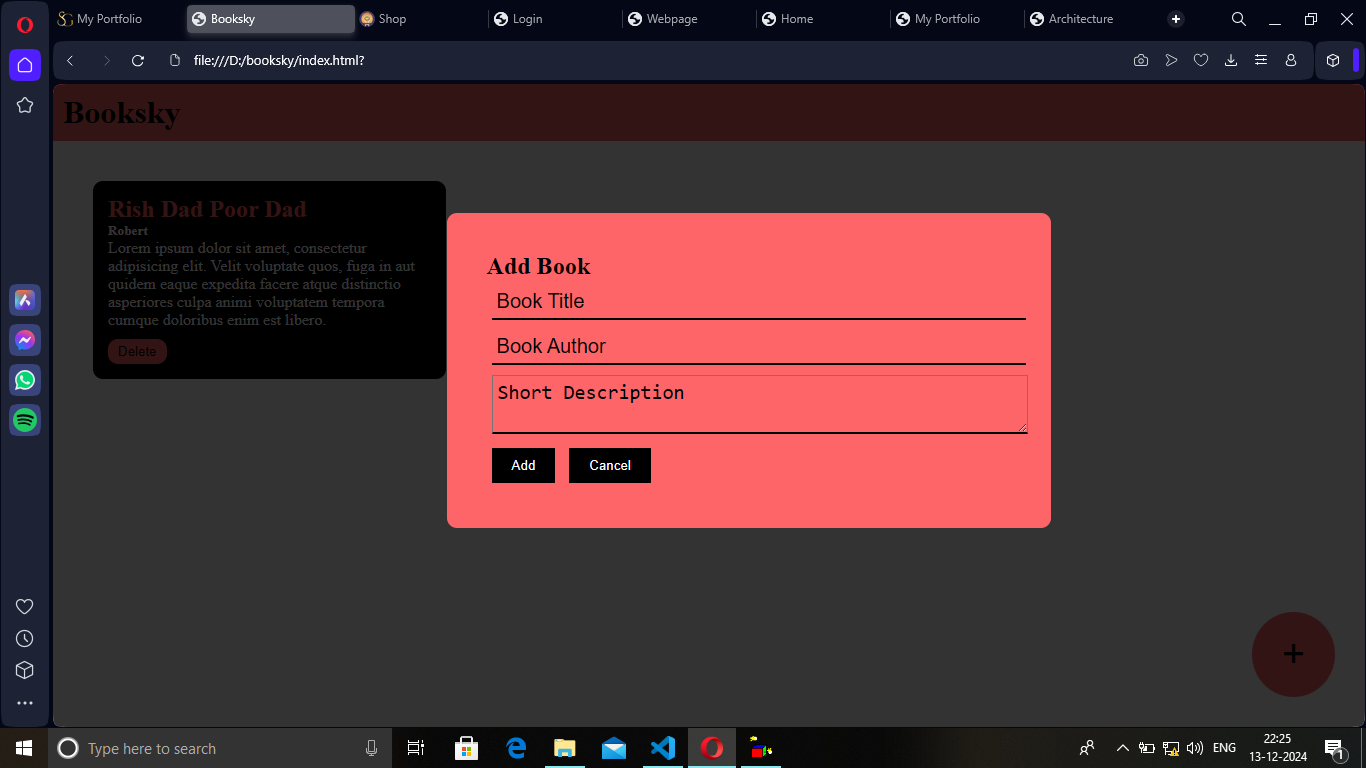 My Portfolio
Booksky
Shop
Login
Webpage
Home
My Portfolio
Architecture
file:///D:/booksky/index.html?
Booksky
Rish Dad Poor Dad
Robert
Lorem ipsum dolor sit amet, consectetur
adipisicing elit. Velit voluptate quos, fuga in aut
quidem eaque expedita facere atque distinctio
asperiores culpa animi voluptatem tempora
cumque doloribus enim est libero.
Delete
Add Book
Book Title
Book Author
Short Description
Add
Cancel
+
Type here to search
ENG
22:25
13-12-2024
1